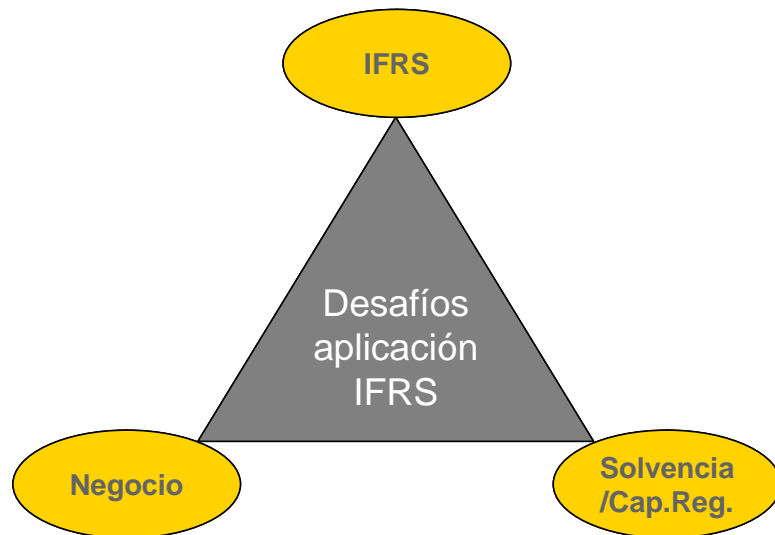 IFRS
Desafíos
aplicación
IFRS
Negocio
Solvencia
/Cap.Reg.